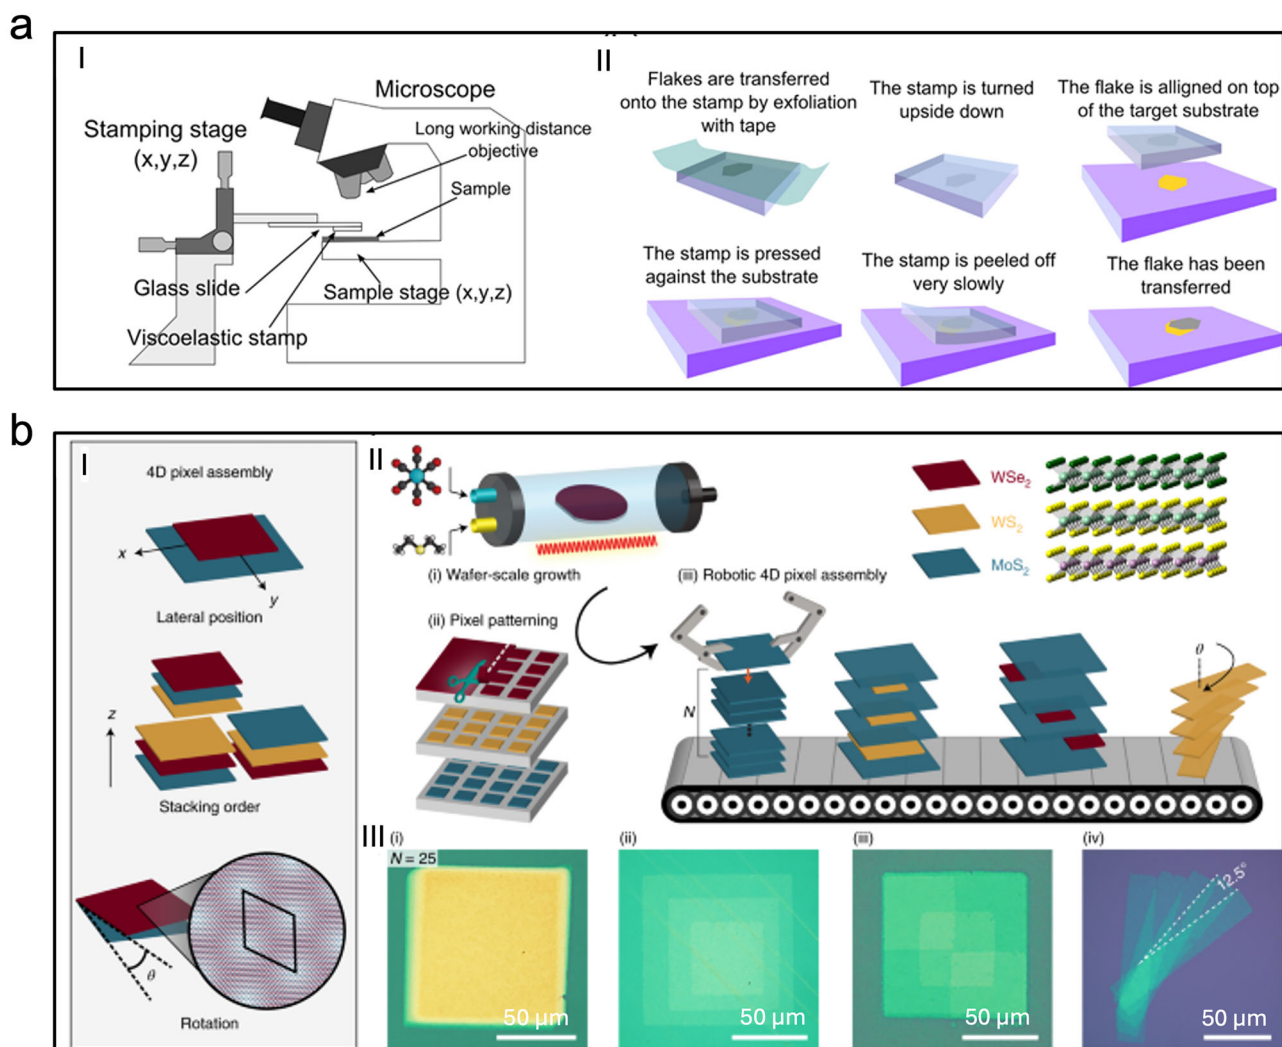 a
I
Microscope
Long working distance
objective
Stamping stage
(x,y,z)
Sample
Glass slide
Sample stage (x,y,z)
Viscoelastic stamp
II
Flakes are transferred
onto the stamp by exfoliation
with tape
The stamp is turned
upside down
The flake is alligned on top
of the target substrate
The stamp is pressed
against the substrate
The stamp is peeled off
very slowly
The flake has been
transferred
b
I
4D pixel assembly
x
y
Lateral position
z
Stacking order
θ
Rotation
II
(i) Wafer-scale growth
(ii) Pixel patterning
(iii) Robotic 4D pixel assembly
WSe₂
WS₂
MoS₂
N
θ
III
(i)
N = 25
50 μm
(ii)
50 μm
(iii)
50 μm
(iv)
12.5°
50 μm